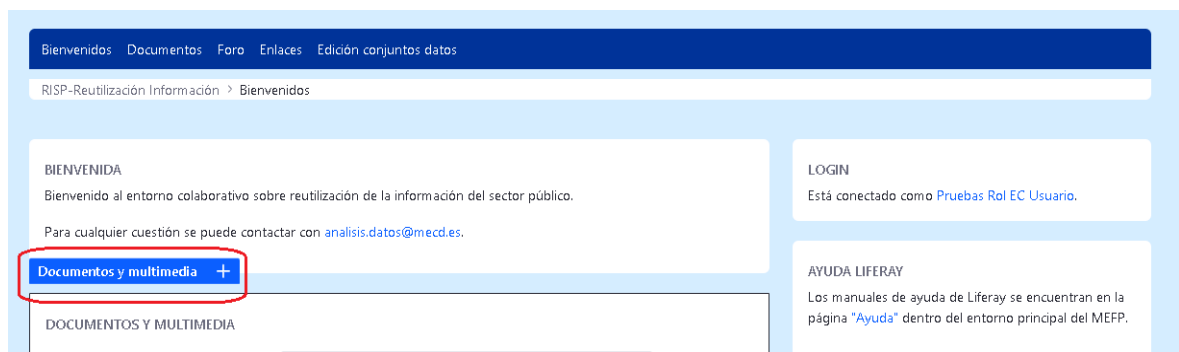 Bienvenidos Documentos Foro Enlaces Edición conjuntos datos
RISP-Reutilización Información > Bienvenidos
BIENVENIDA
Bienvenido al entorno colaborativo sobre reutilización de la información del sector público.
Para cualquier cuestión se puede contactar con analisis.datos@mecd.es.
Documentos y multimedia +
DOCUMENTOS Y MULTIMEDIA
LOGIN
Está conectado como Pruebas Rol EC Usuario.
AYUDA LIFERAY
Los manuales de ayuda de Liferay se encuentran en la
página "Ayuda" dentro del entorno principal del MEFP.